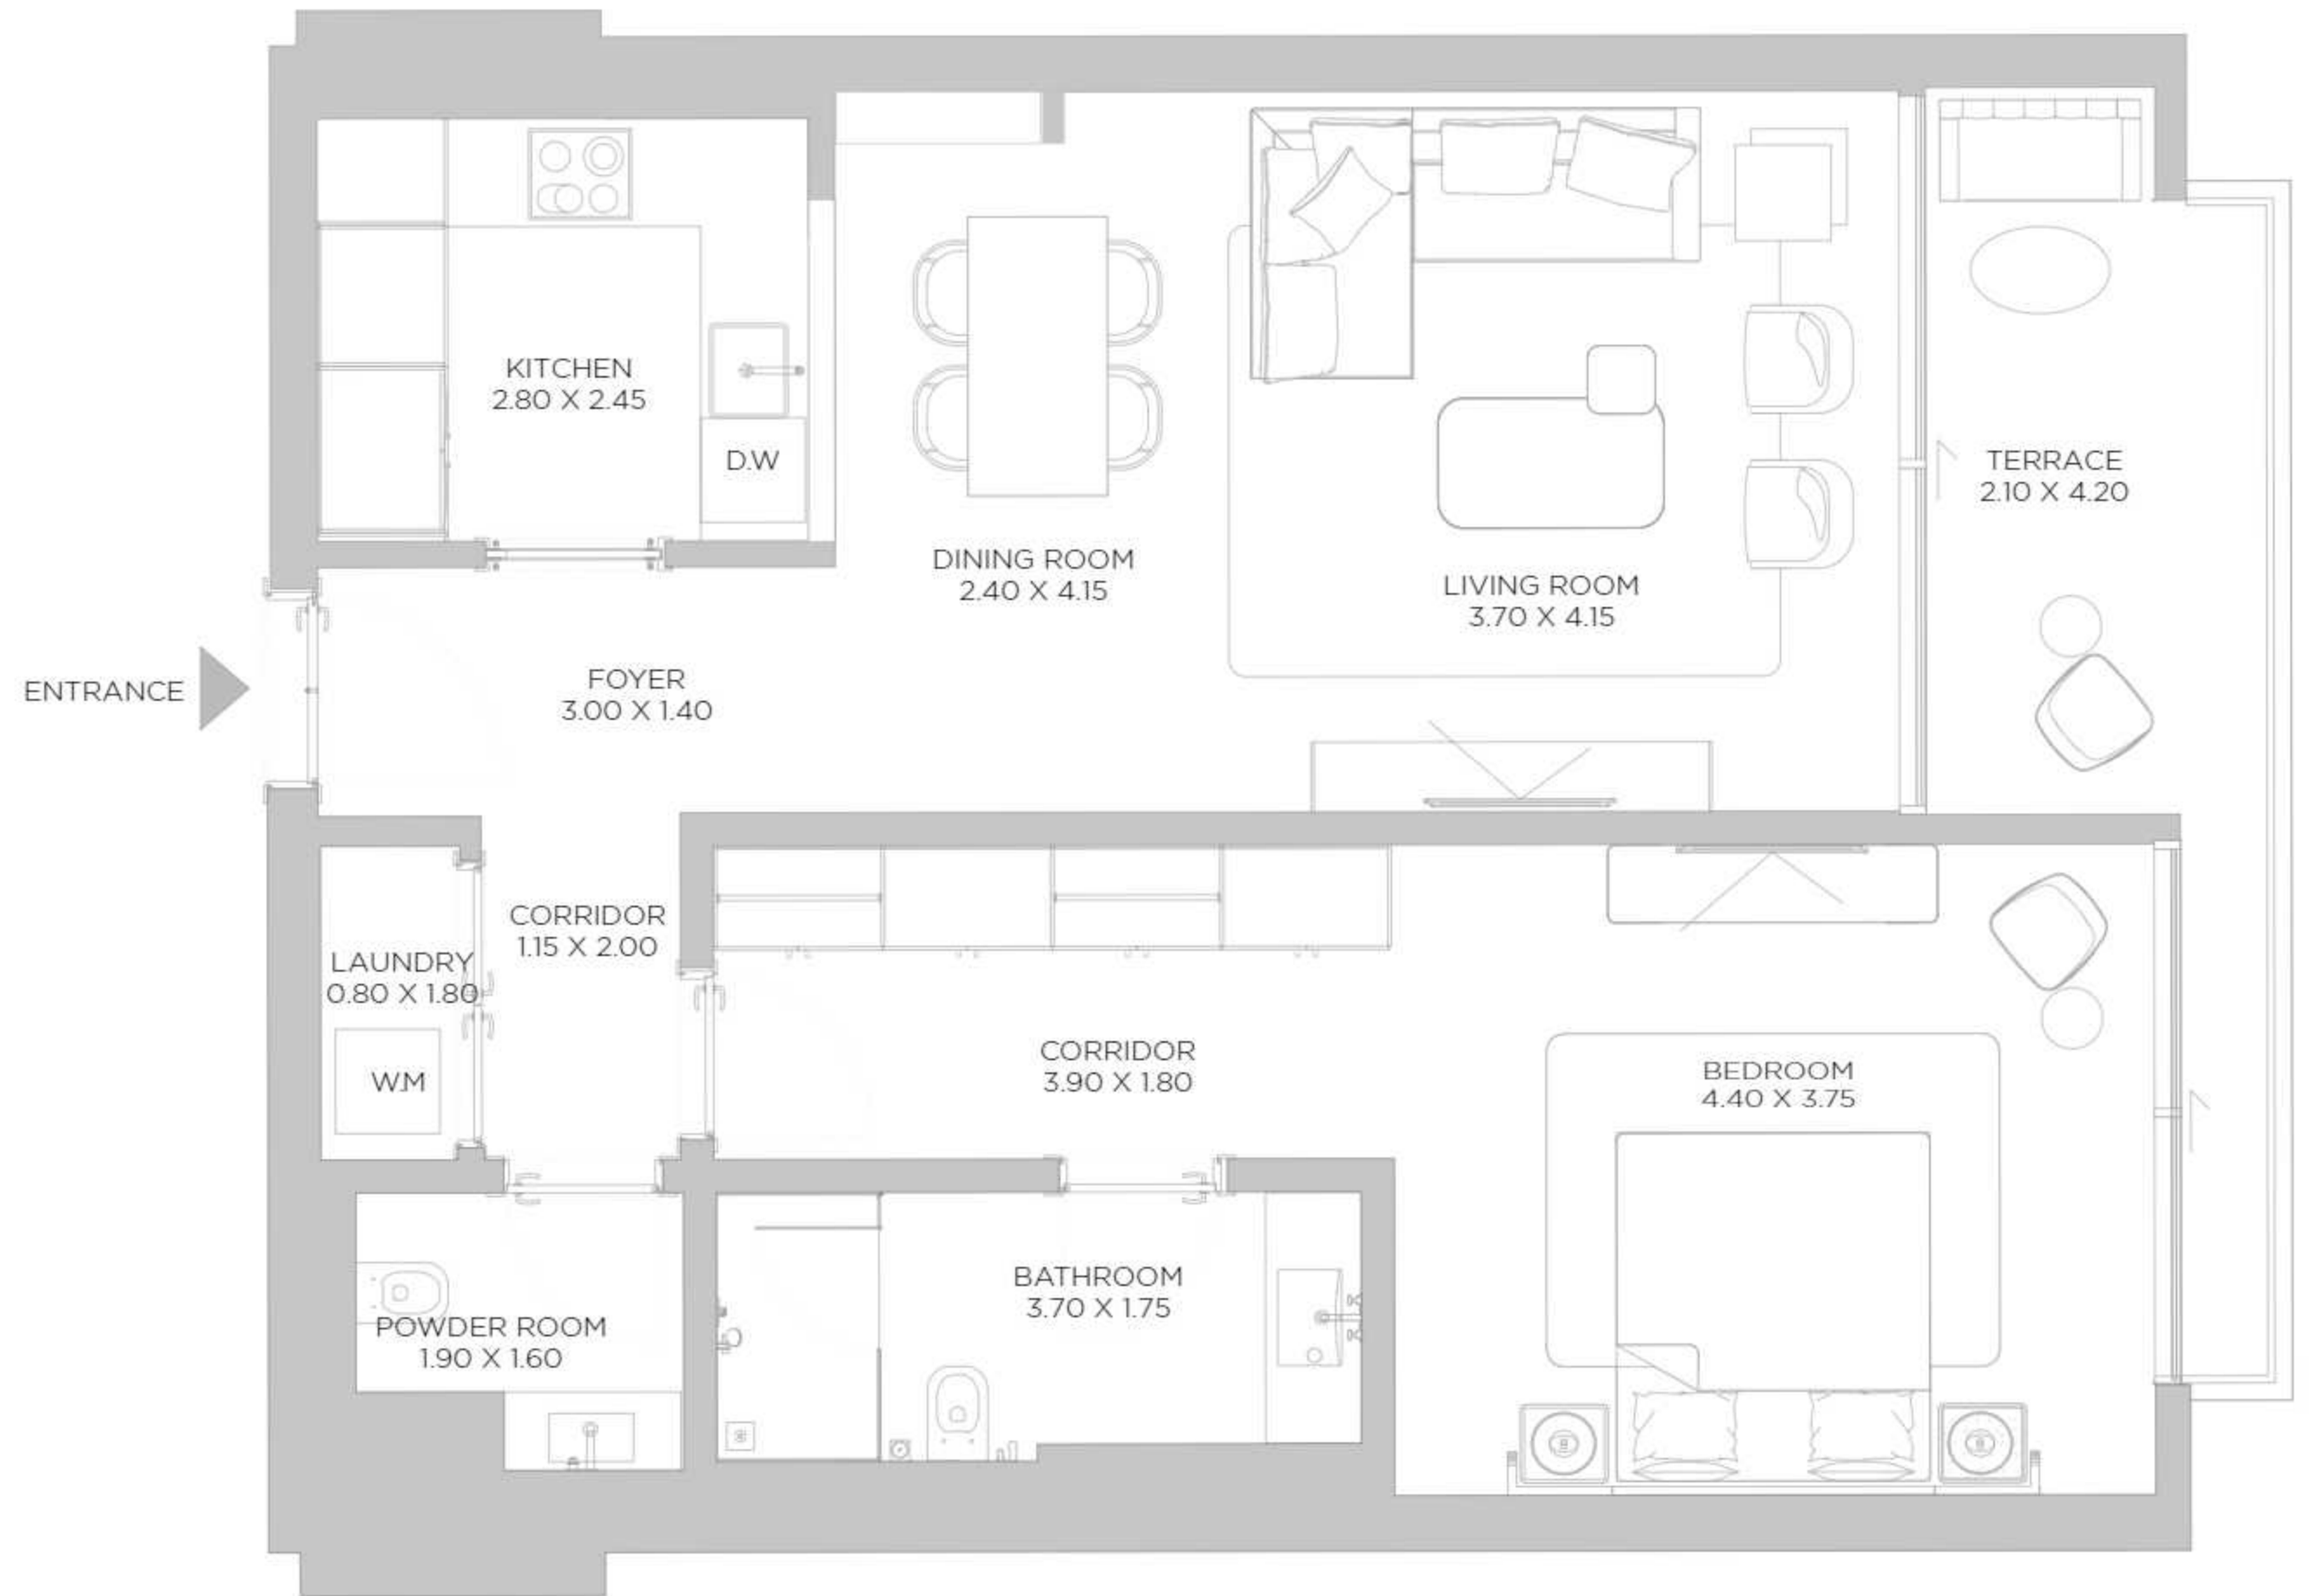 KITCHEN
2.80 X 2.45
D.W
DINING ROOM
2.40 X 4.15
LIVING ROOM
3.70 X 4.15
TERRACE
2.10 X 4.20
ENTRANCE
FOYER
3.00 X 1.40
CORRIDOR
1.15 X 2.00
LAUNDRY
0.80 X 1.80
W.M
CORRIDOR
3.90 X 1.80
BEDROOM
4.40 X 3.75
POWDER ROOM
1.90 X 1.60
BATHROOM
3.70 X 1.75